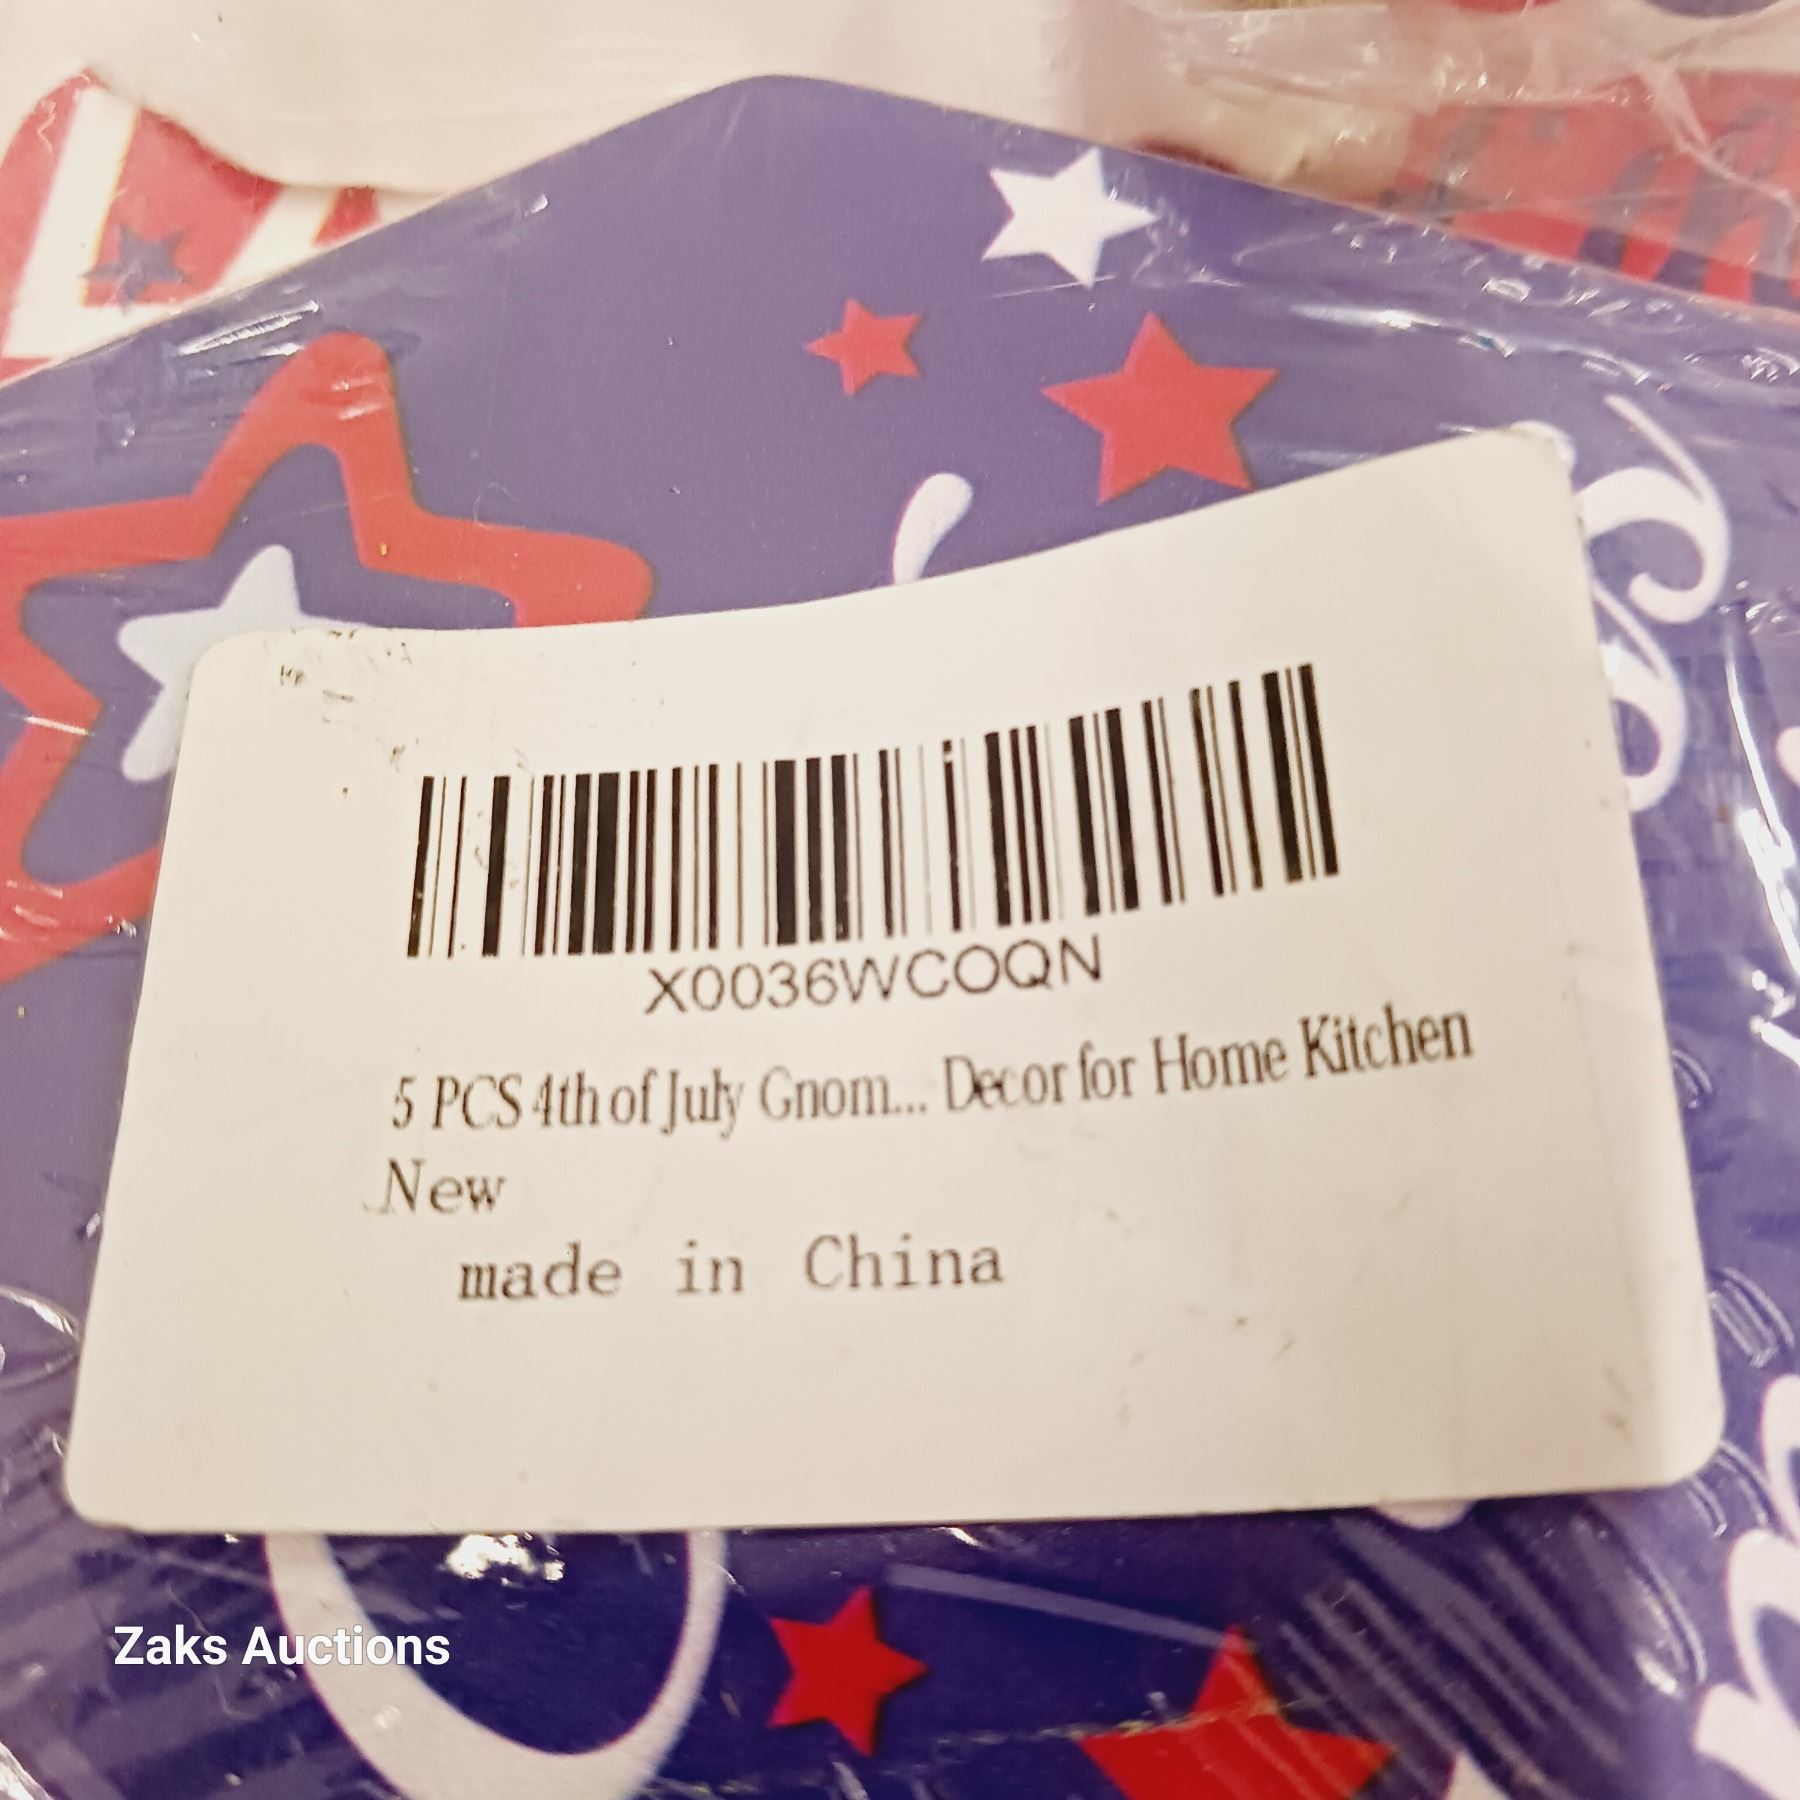 X0036WCOQN
5 PCS 4th of July Gnom... Decor for Home Kitchen
New
made in China
Zaks Auctions